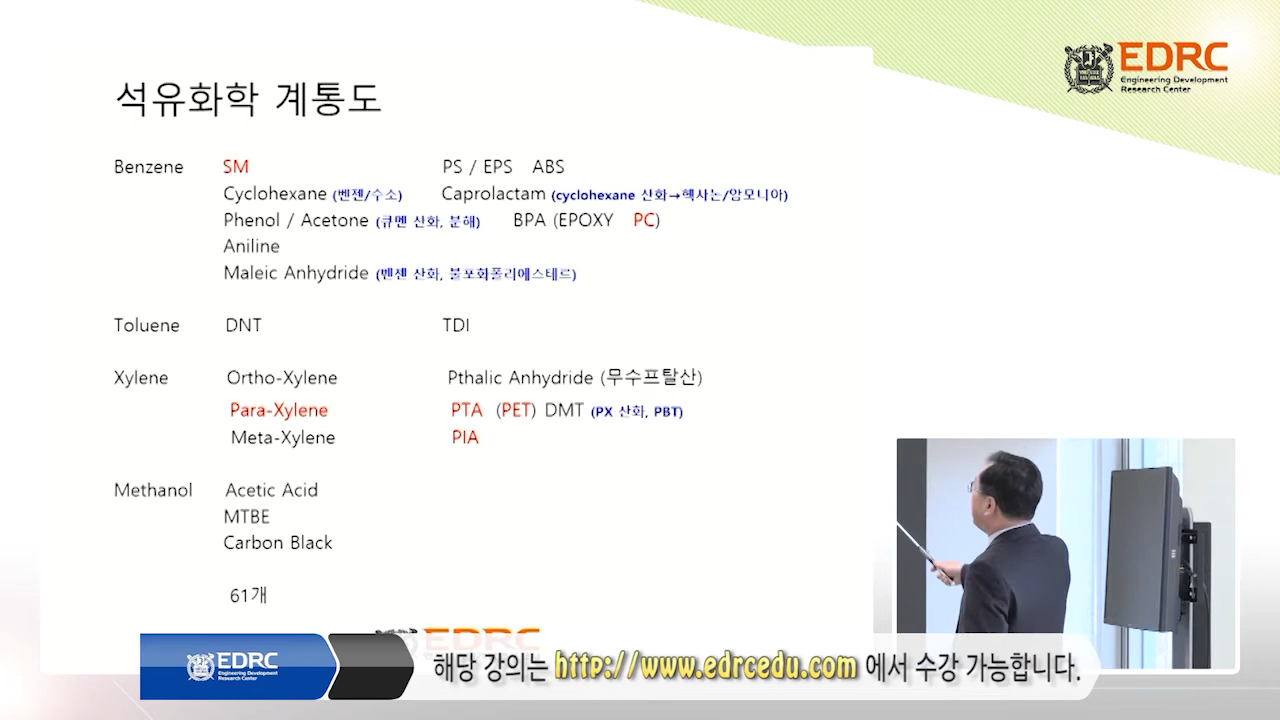 EDRC
Engineering Development
Research Center
석유화학 계통도
Benzene SM PS / EPS ABS
Cyclohexane (벤젠/수소) Caprolactam (cyclohexane 산화→헥사논/암모니아)
Phenol / Acetone (큐멘 산화, 분해) BPA (EPOXY PC)
Aniline
Maleic Anhydride (벤젠 산화, 불포화폴리에스테르)
Toluene DNT TDI
Xylene Ortho-Xylene Pthalic Anhydride (무수프탈산)
Para-Xylene PTA (PET) DMT (PX 산화, PBT)
Meta-Xylene PIA
Methanol Acetic Acid
MTBE
Carbon Black
61개
EDRC
EDRC
Engineering Development
Research Center
해당 강의는 http://www.edrcedu.com 에서 수강 가능합니다.